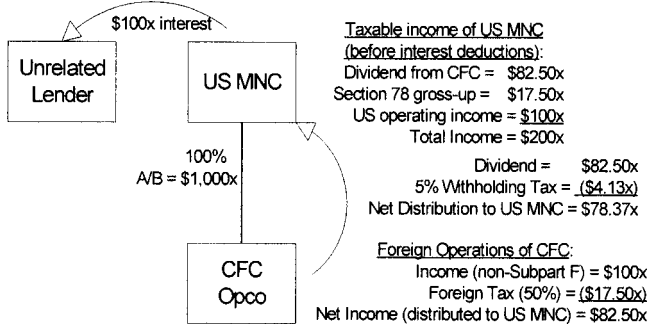 $100x interest
Unrelated
Lender
US MNC
100%
A/B = $1,000x
CFC
Opco
Taxable income of US MNC
(before interest deductions):
Dividend from CFC = $82.50x
Section 78 gross-up = $17.50x
US operating income = $100x
Total Income = $200x
Dividend = $82.50x
5% Withholding Tax = ($4.13x)
Net Distribution to US MNC = $78.37x
Foreign Operations of CFC:
Income (non-Subpart F) = $100x
Foreign Tax (50%) = ($17.50x)
Net Income (distributed to US MNC) = $82.50x